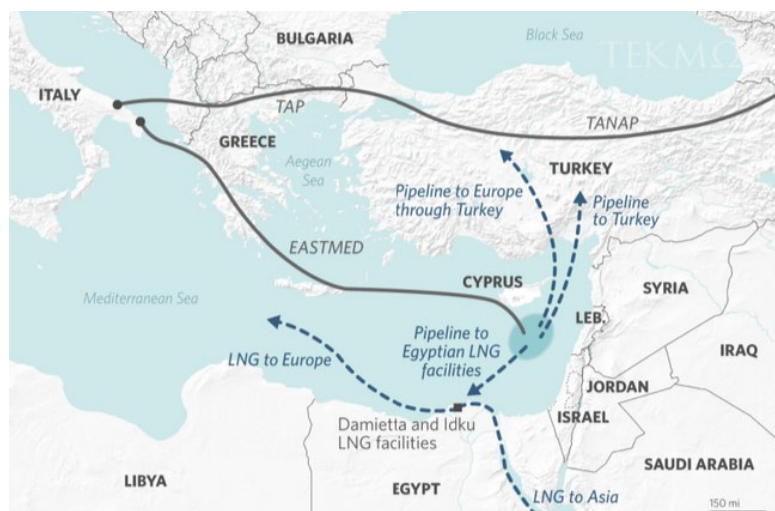 BULGARIA
Black Sea
TEKMΩ
ITALY
TAP
TANAP
GREECE
Aegean
Sea
TURKEY
Pipeline to Europe
through Turkey
Pipeline
to Turkey
EASTMED
CYPRUS
SYRIA
Mediterranean Sea
LEB.
Pipeline to
Egyptian LNG
facilities
IRAQ
LNG to Europe
JORDAN
Damietta and Idku
LNG facilities
ISRAEL
SAUDI ARABIA
LIBYA
EGYPT
LNG to Asia
150 mi